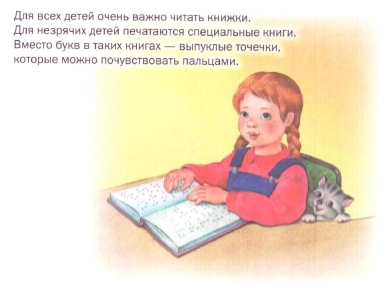 Для всех детей очень важно читать книжки.
Для незрячих детей печатаются специальные книги.
Вместо букв в таких книгах — выпуклые точечки,
которые можно почувствовать пальцами.